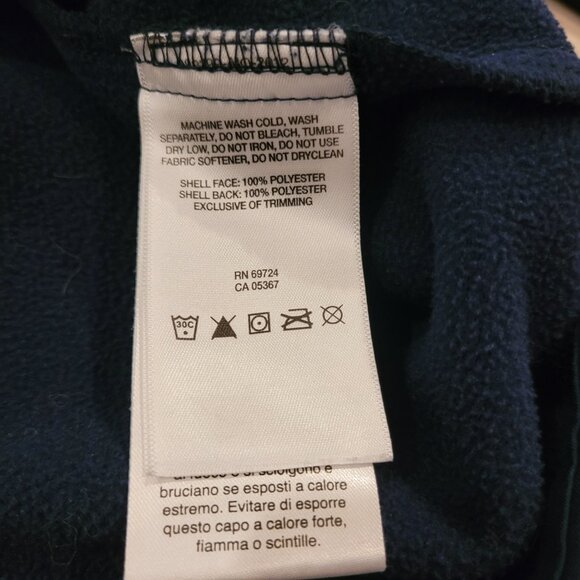 MACHINE WASH COLD, WASH
SEPARATELY, DO NOT BLEACH, TUMBLE
DRY LOW, DO NOT IRON, DO NOT USE
FABRIC SOFTENER, DO NOT DRYCLEAN
SHELL FACE: 100% POLYESTER
SHELL BACK: 100% POLYESTER
EXCLUSIVE OF TRIMMING
RN 69724
CA 05367
30C
si sciolgono e
bruciano se esposti a calore
estremo. Evitare di esporre
questo capo a calore forte,
fiamma o scintille.